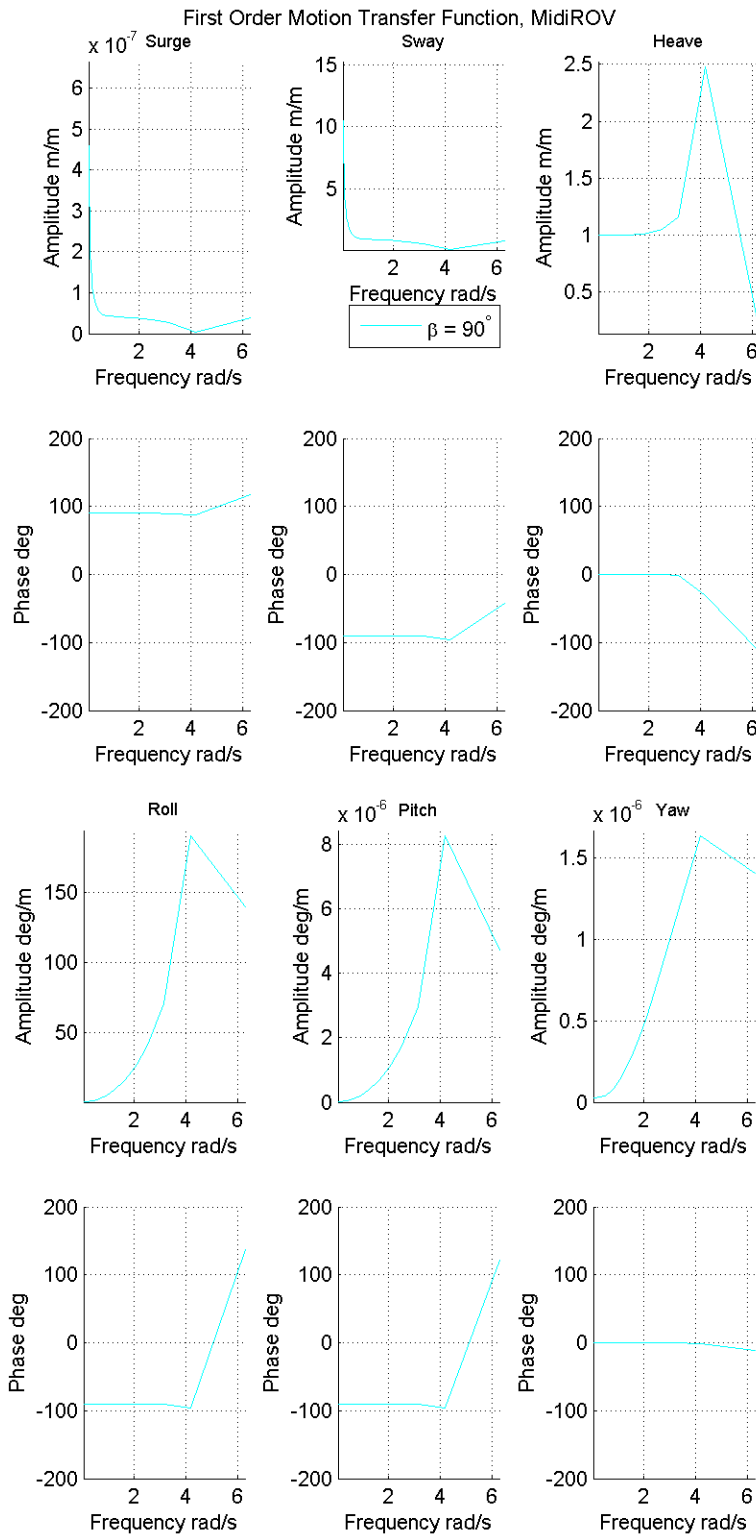 First Order Motion Transfer Function, MidiROV
x 10^-7 Surge
Amplitude m/m
6
5
4
3
2
1
0
2 4 6
Frequency rad/s
Sway
Amplitude m/m
15
10
5
2 4 6
Frequency rad/s
β = 90°
Heave
Amplitude m/m
2.5
2
1.5
1
0.5
2 4 6
Frequency rad/s
Phase deg
200
100
0
-100
-200
2 4 6
Frequency rad/s
Phase deg
200
100
0
-100
-200
2 4 6
Frequency rad/s
Phase deg
200
100
0
-100
-200
2 4 6
Frequency rad/s
Roll
Amplitude deg/m
150
100
50
2 4 6
Frequency rad/s
x 10^-6 Pitch
Amplitude deg/m
8
6
4
2
0
2 4 6
Frequency rad/s
x 10^-6 Yaw
Amplitude deg/m
1.5
1
0.5
0
2 4 6
Frequency rad/s
Phase deg
200
100
0
-100
-200
2 4 6
Frequency rad/s
Phase deg
200
100
0
-100
-200
2 4 6
Frequency rad/s
Phase deg
200
100
0
-100
-200
2 4 6
Frequency rad/s